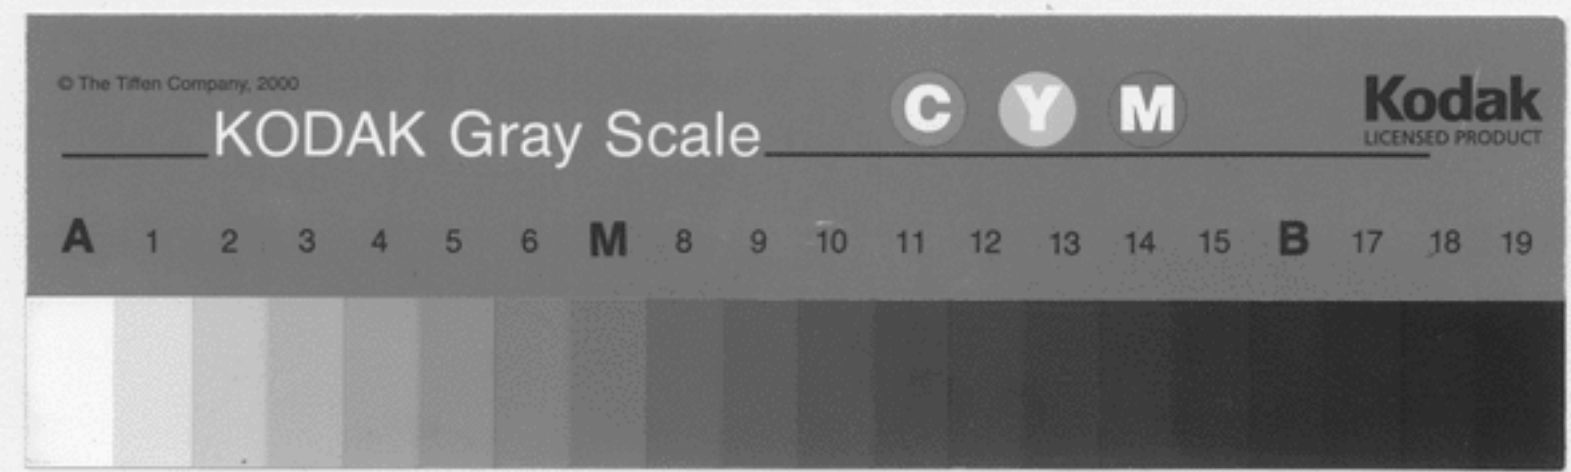 © The Tiffen Company, 2000
KODAK Gray Scale
C Y M
Kodak
LICENSED PRODUCT
A 1 2 3 4 5 6 M 8 9 10 11 12 13 14 15 B 17 18 19